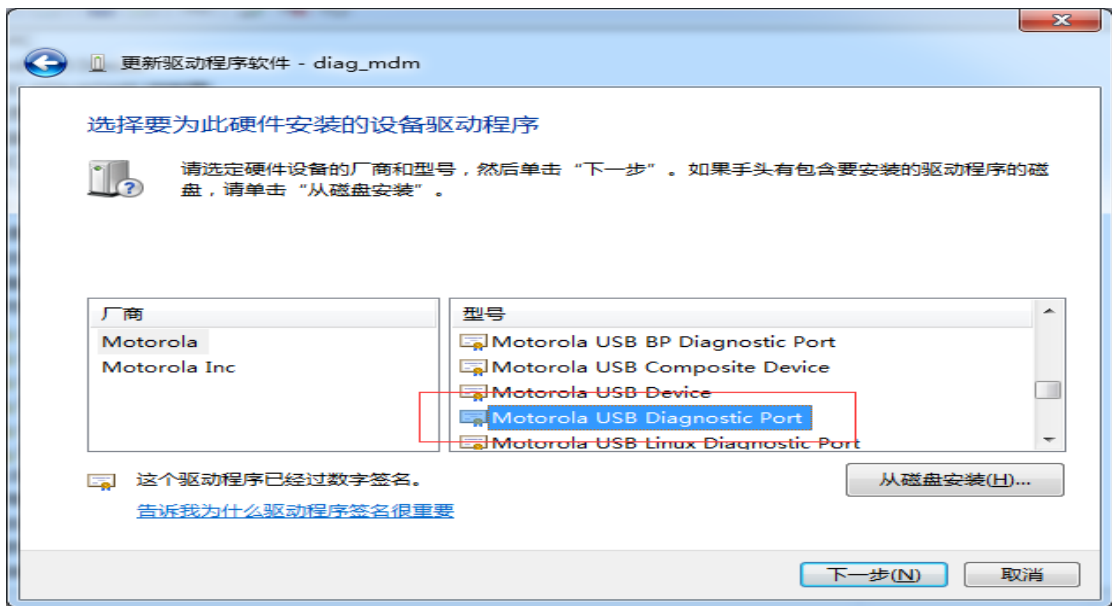 更新驱动程序软件 - diag_mdm
选择要为此硬件安装的设备驱动程序
请选定硬件设备的厂商和型号，然后单击“下一步”。如果手头有包含要安装的驱动程序的磁
盘，请单击“从磁盘安装”。
厂商
Motorola
Motorola Inc
型号
Motorola USB BP Diagnostic Port
Motorola USB Composite Device
Motorola USB Device
Motorola USB Diagnostic Port
Motorola USB Linux Diagnostic Port
这个驱动程序已经过数字签名。
从磁盘安装(H)...
告诉我为什么驱动程序签名很重要
下一步(N)
取消